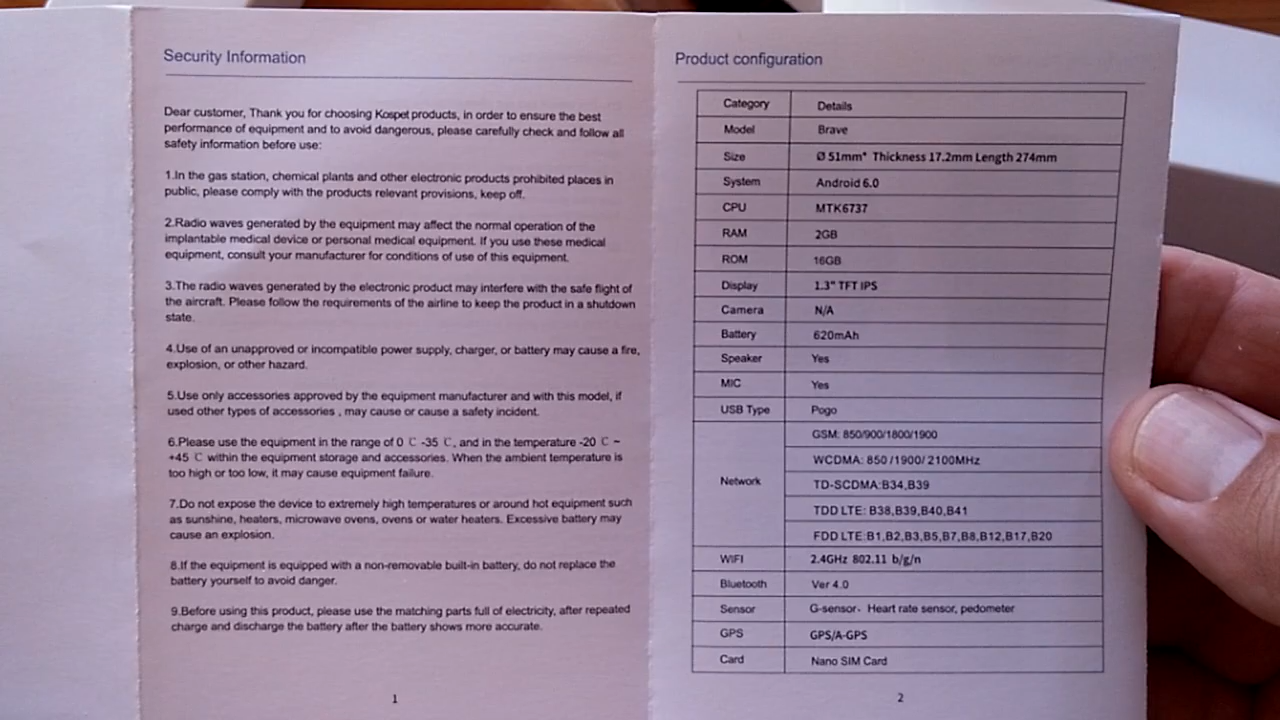 Security Information
Dear customer, Thank you for choosing Kospet products, in order to ensure the best
performance of equipment and to avoid dangerous, please carefully check and follow all
safety information before use:
1.In the gas station, chemical plants and other electronic products prohibited places in
public, please comply with the products relevant provisions, keep off.
2.Radio waves generated by the equipment may affect the normal operation of the
implantable medical device or personal medical equipment. If you use these medical
equipment, consult your manufacturer for conditions of use of this equipment.
3.The radio waves generated by the electronic product may interfere with the safe flight of
the aircraft. Please follow the requirements of the airline to keep the product in a shutdown
state.
4.Use of an unapproved or incompatible power supply, charger, or battery may cause a fire,
explosion, or other hazard.
5.Use only accessories approved by the equipment manufacturer and with this model, if
used other types of accessories , may cause or cause a safety incident.
6.Please use the equipment in the range of 0 ℃ -35 ℃, and in the temperature -20 ℃ ~
+45 ℃ within the equipment storage and accessories. When the ambient temperature is
too high or too low, it may cause equipment failure.
7.Do not expose the device to extremely high temperatures or around hot equipment such
as sunshine, heaters, microwave ovens, ovens or water heaters. Excessive battery may
cause an explosion.
8.If the equipment is equipped with a non-removable built-in battery, do not replace the
battery yourself to avoid danger.
9.Before using this product, please use the matching parts full of electricity, after repeated
charge and discharge the battery after the battery shows more accurate.
1
Product configuration
Category Details
Model Brave
Size Ø 51mm* Thickness 17.2mm Length 274mm
System Android 6.0
CPU MTK6737
RAM 2GB
ROM 16GB
Display 1.3" TFT IPS
Camera N/A
Battery 620mAh
Speaker Yes
MIC Yes
USB Type Pogo
Network
GSM: 850/900/1800/1900
WCDMA: 850 /1900/ 2100MHz
TD-SCDMA:B34,B39
TDD LTE: B38,B39,B40,B41
FDD LTE:B1,B2,B3,B5,B7,B8,B12,B17,B20
WIFI 2.4GHz 802.11 b/g/n
Bluetooth Ver 4.0
Sensor G-sensor、Heart rate sensor, pedometer
GPS GPS/A-GPS
Card Nano SIM Card
2